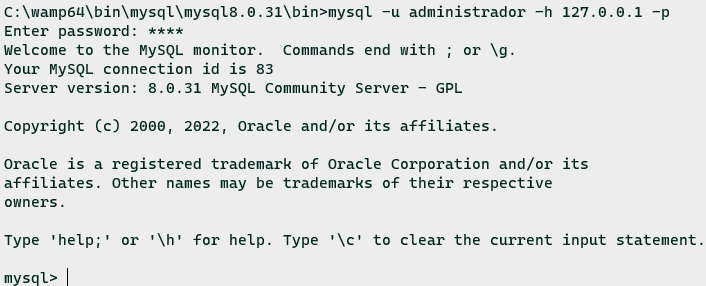 C:\wamp64\bin\mysql\mysql8.0.31\bin>mysql -u administrador -h 127.0.0.1 -p
Enter password: ****
Welcome to the MySQL monitor.  Commands end with ; or \g.
Your MySQL connection id is 83
Server version: 8.0.31 MySQL Community Server - GPL

Copyright (c) 2000, 2022, Oracle and/or its affiliates.

Oracle is a registered trademark of Oracle Corporation and/or its
affiliates. Other names may be trademarks of their respective
owners.

Type 'help;' or '\h' for help. Type '\c' to clear the current input statement.

mysql>